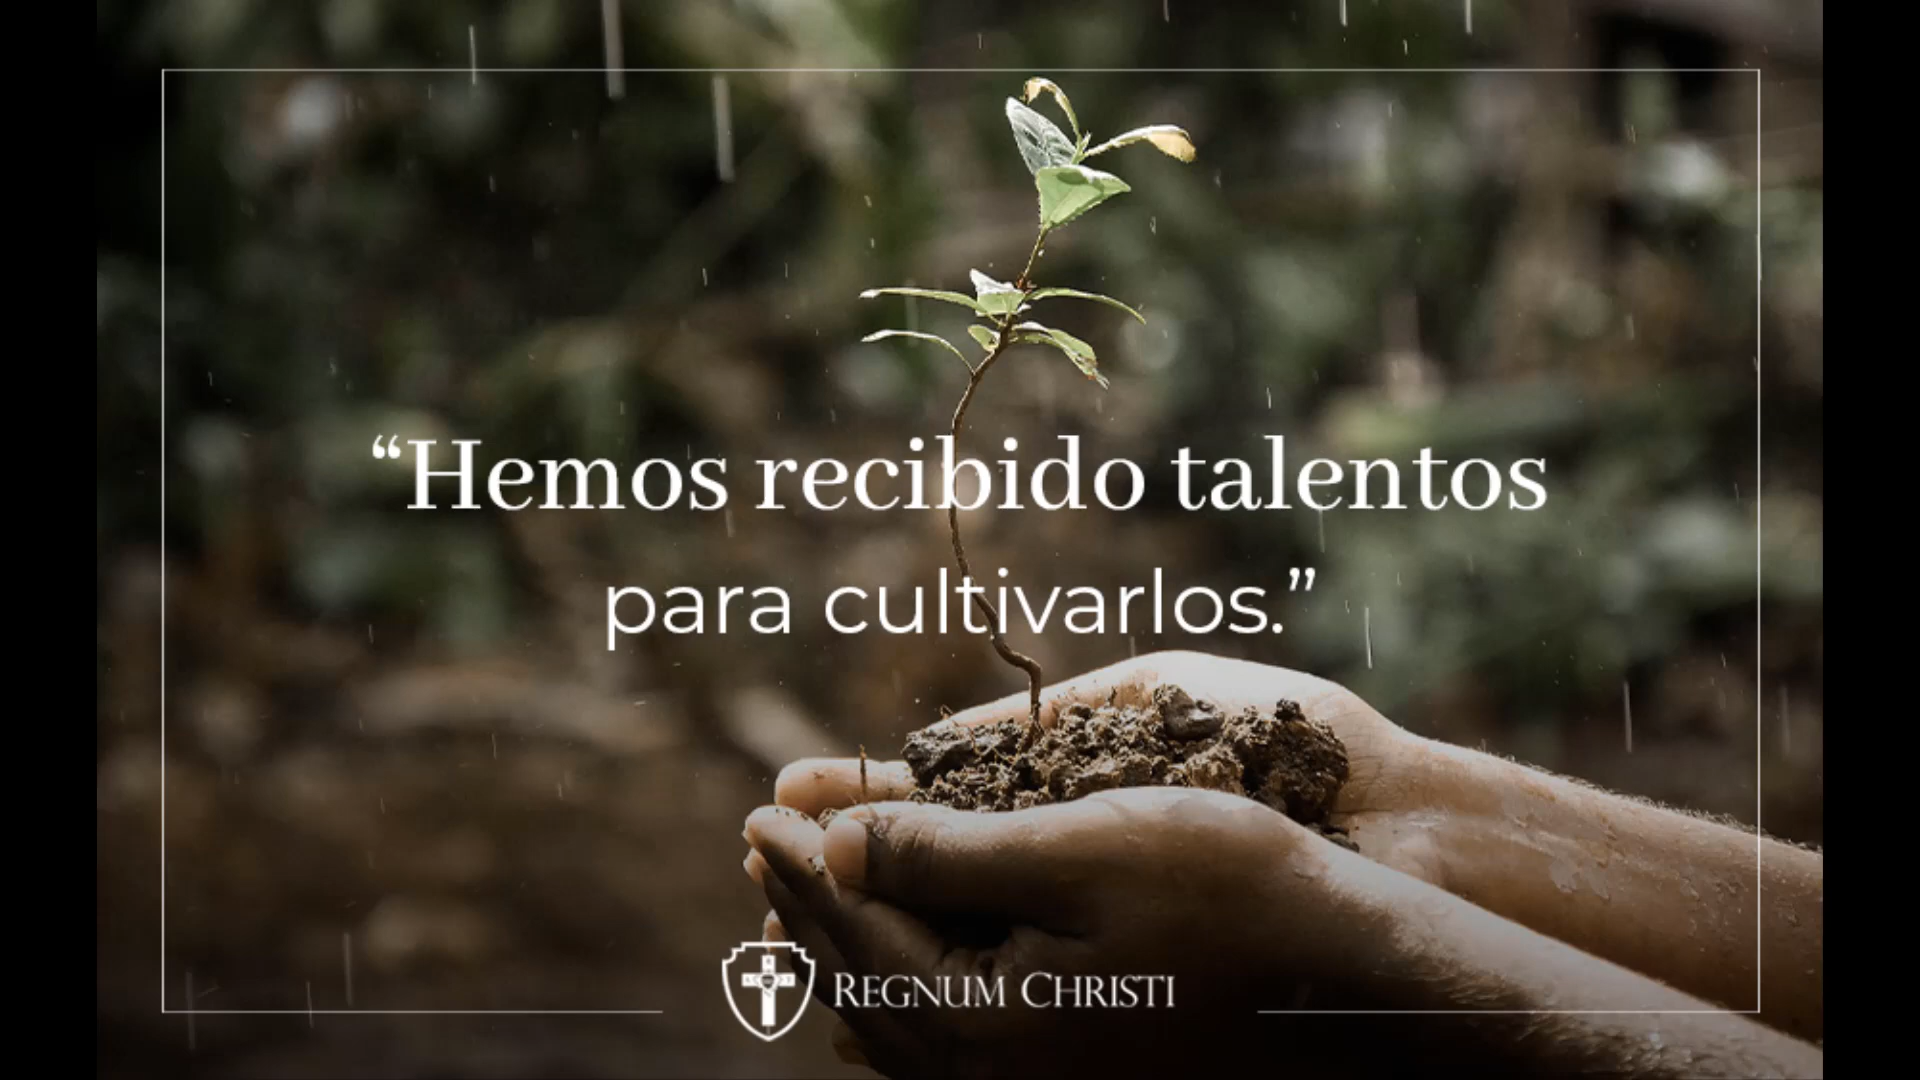 “Hemos recibido talentos
para cultivarlos.”
REGNUM CHRISTI